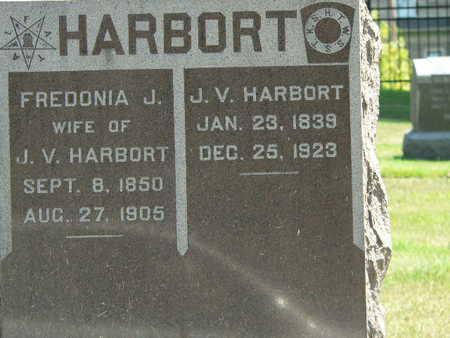 F A T A L
HARBORT
H T W S S T K S
FREDONIA J.
WIFE OF
J. V. HARBORT
SEPT. 8, 1850
AUG. 27, 1905
J. V. HARBORT
JAN. 23, 1839
DEC. 25, 1923